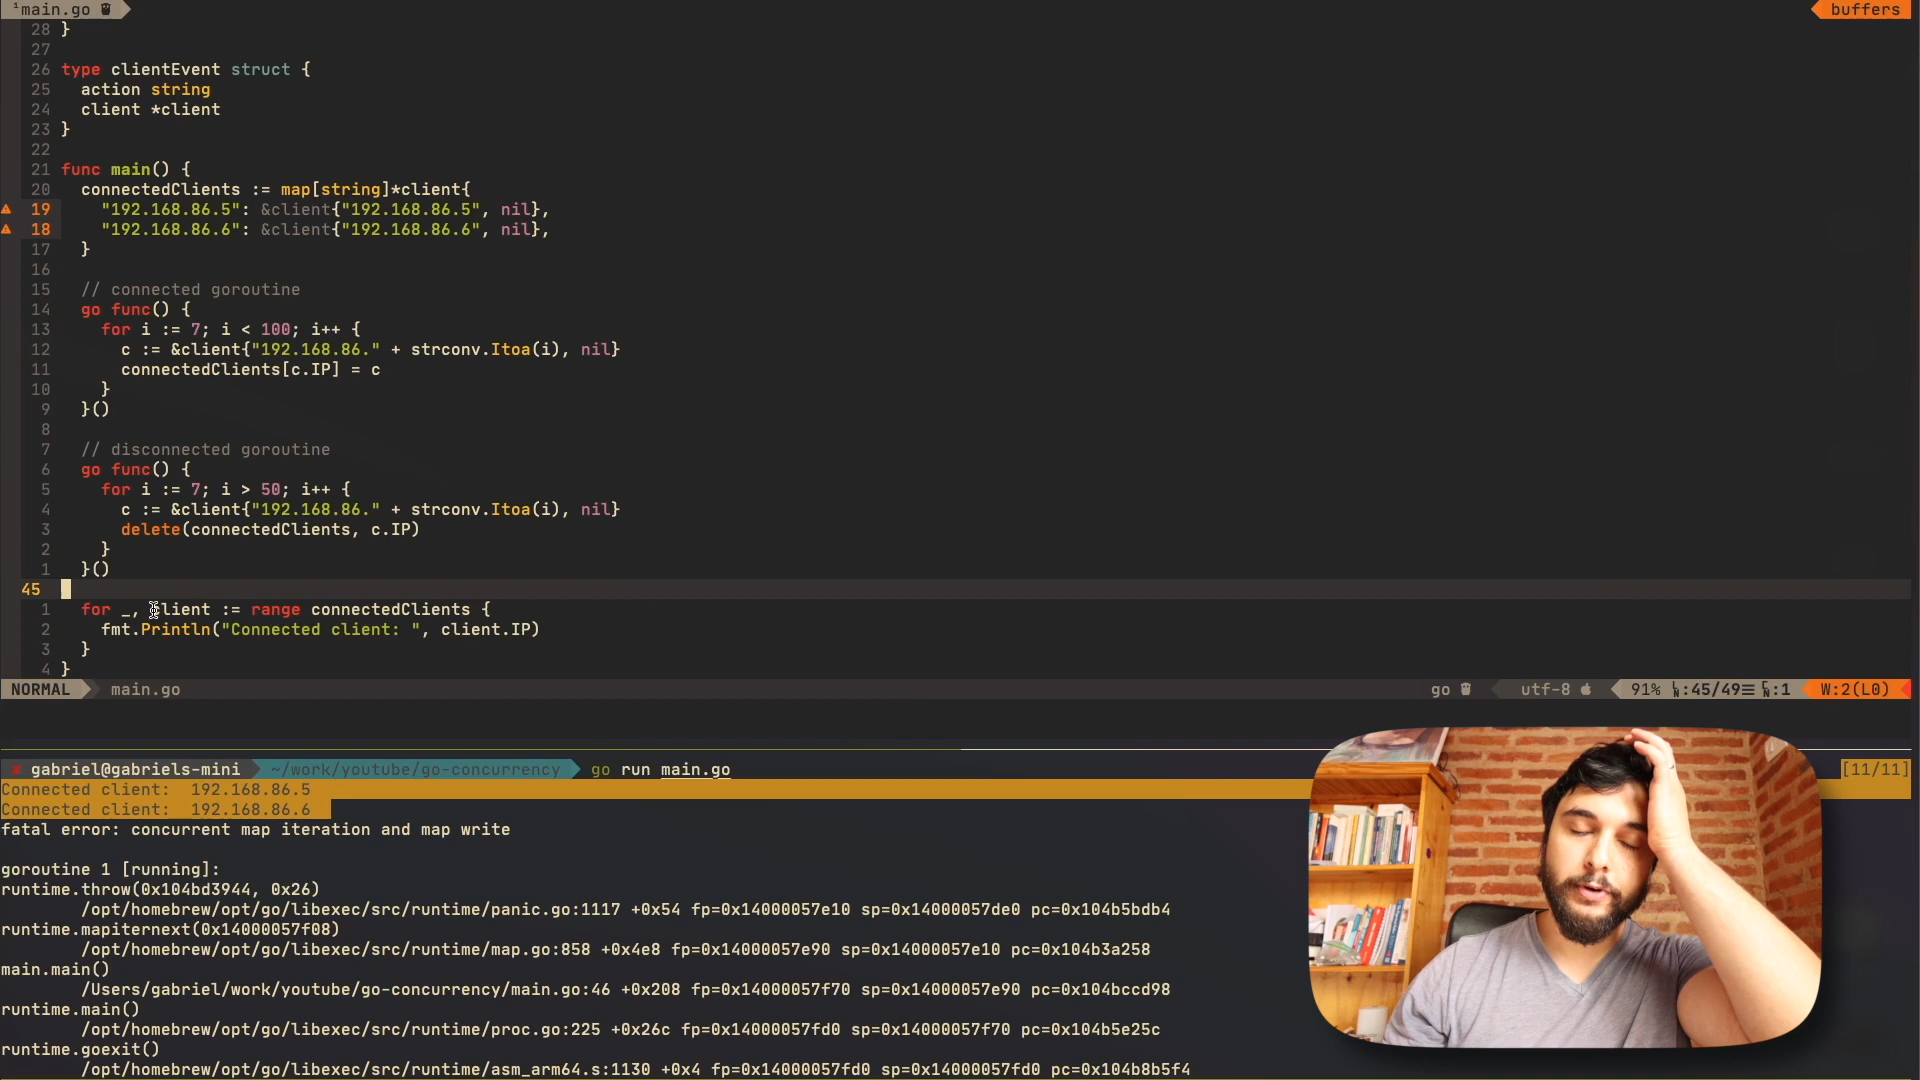 ¹main.go
buffers
28 }
27
26 type clientEvent struct {
25 action string
24 client *client
23 }
22
21 func main() {
20 connectedClients := map[string]*client{
19 "192.168.86.5": &client{"192.168.86.5", nil},
18 "192.168.86.6": &client{"192.168.86.6", nil},
17 }
16
15 // connected goroutine
14 go func() {
13 for i := 7; i < 100; i++ {
12 c := &client{"192.168.86." + strconv.Itoa(i), nil}
11 connectedClients[c.IP] = c
10 }
9 }()
8
7 // disconnected goroutine
6 go func() {
5 for i := 7; i > 50; i++ {
4 c := &client{"192.168.86." + strconv.Itoa(i), nil}
3 delete(connectedClients, c.IP)
2 }
1 }()
45
1 for _, client := range connectedClients {
2 fmt.Println("Connected client: ", client.IP)
3 }
4 }
NORMAL main.go go utf-8 91% LN:45/49≡ CN:1 W:2(L0)
gabriel@gabriels-mini ~/work/youtube/go-concurrency go run main.go [11/11]
Connected client:  192.168.86.5
Connected client:  192.168.86.6
fatal error: concurrent map iteration and map write
goroutine 1 [running]:
runtime.throw(0x104bd3944, 0x26)
/opt/homebrew/opt/go/libexec/src/runtime/panic.go:1117 +0x54 fp=0x14000057e10 sp=0x14000057de0 pc=0x104b5bdb4
runtime.mapiternext(0x14000057f08)
/opt/homebrew/opt/go/libexec/src/runtime/map.go:858 +0x4e8 fp=0x14000057e90 sp=0x14000057e10 pc=0x104b3a258
main.main()
/Users/gabriel/work/youtube/go-concurrency/main.go:46 +0x208 fp=0x14000057f70 sp=0x14000057e90 pc=0x104bccd98
runtime.main()
/opt/homebrew/opt/go/libexec/src/runtime/proc.go:225 +0x26c fp=0x14000057fd0 sp=0x14000057f70 pc=0x104b5e25c
runtime.goexit()
/opt/homebrew/opt/go/libexec/src/runtime/asm_arm64.s:1130 +0x4 fp=0x14000057fd0 sp=0x14000057fd0 pc=0x104b8b5f4